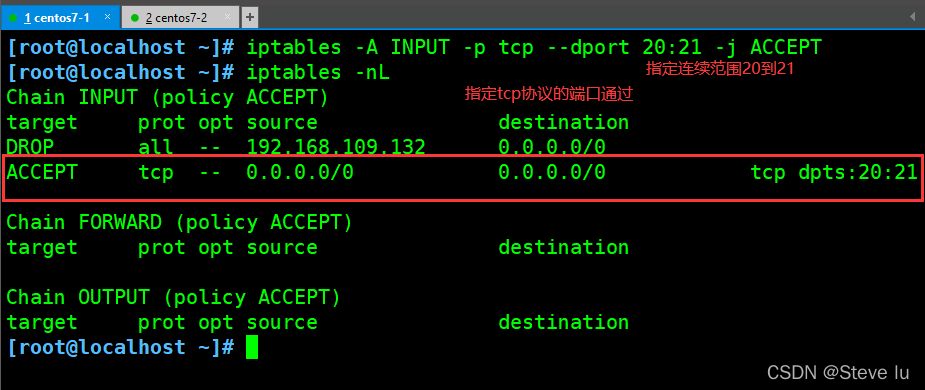 1 centos7-1 × 2 centos7-2 × +
[root@localhost ~]# iptables -A INPUT -p tcp --dport 20:21 -j ACCEPT
[root@localhost ~]# iptables -nL
指定连续范围20到21
Chain INPUT (policy ACCEPT)
指定tcp协议的端口通过
target prot opt source destination
DROP all -- 192.168.109.132 0.0.0.0/0
ACCEPT tcp -- 0.0.0.0/0 0.0.0.0/0 tcp dpts:20:21
Chain FORWARD (policy ACCEPT)
target prot opt source destination
Chain OUTPUT (policy ACCEPT)
target prot opt source destination
[root@localhost ~]#
CSDN @Steve lu